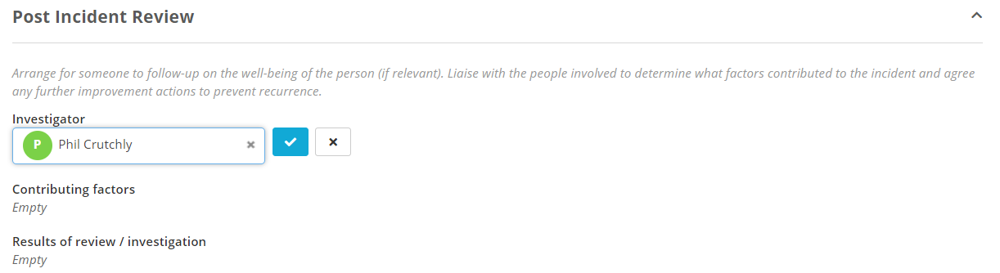 Post Incident Review
Arrange for someone to follow-up on the well-being of the person (if relevant). Liaise with the people involved to determine what factors contributed to the incident and agree
any further improvement actions to prevent recurrence.
Investigator
P Phil Crutchly
Contributing factors
Empty
Results of review / investigation
Empty